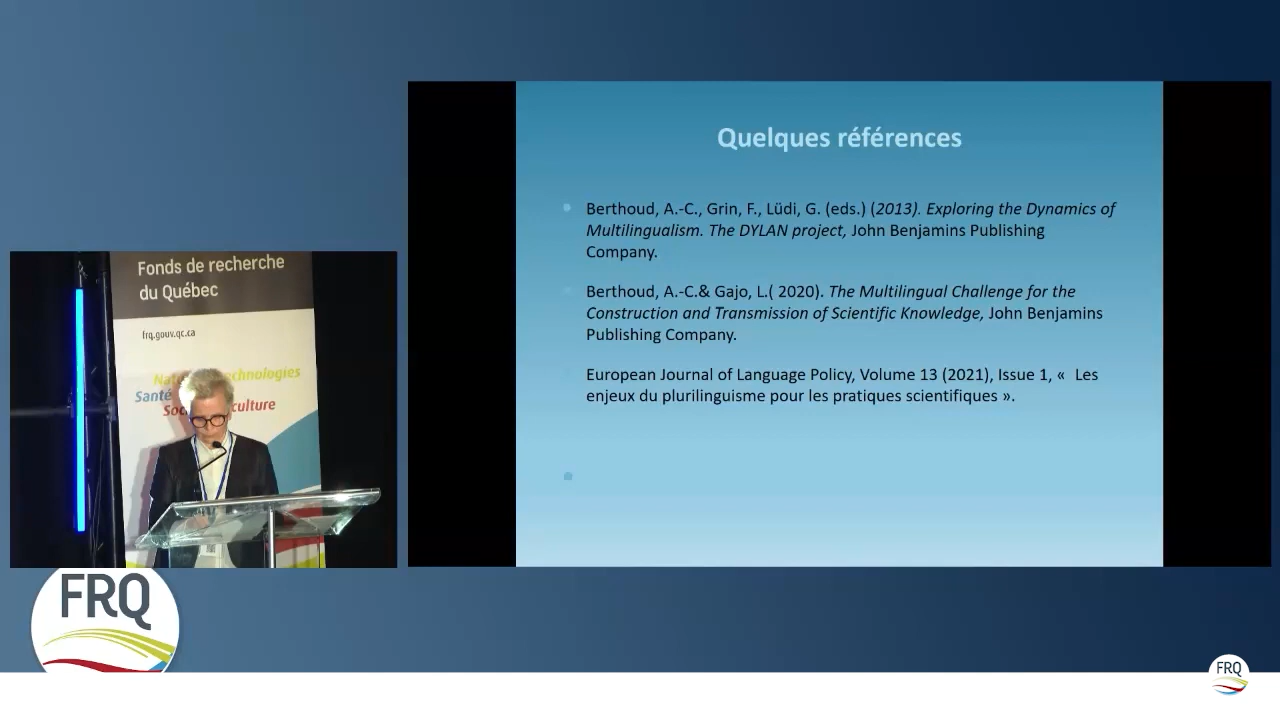 Quelques références
Berthoud, A.-C., Grin, F., Lüdi, G. (eds.) (2013). Exploring the Dynamics of
Multilingualism. The DYLAN project, John Benjamins Publishing
Company.
Berthoud, A.-C.& Gajo, L.( 2020). The Multilingual Challenge for the
Construction and Transmission of Scientific Knowledge, John Benjamins
Publishing Company.
European Journal of Language Policy, Volume 13 (2021), Issue 1, «  Les
enjeux du plurilinguisme pour les pratiques scientifiques ».
Fonds de recherche
du Québec
frq.gouv.qc.ca
Santé
FRQ
FRQ